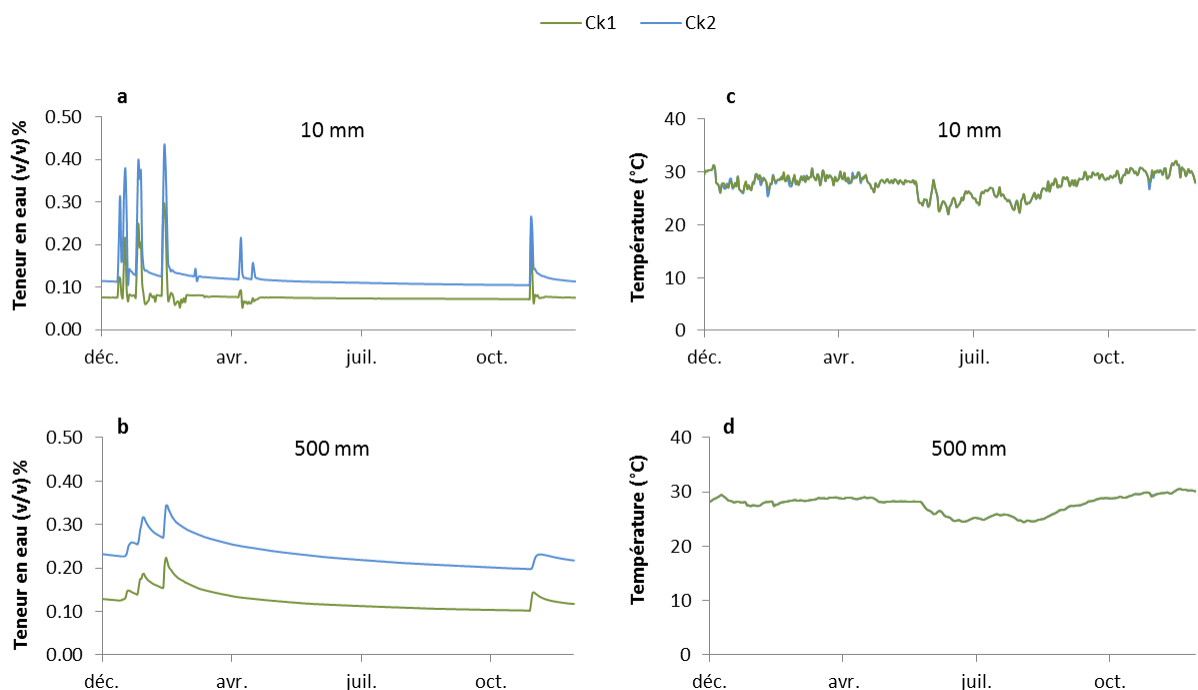 Ck1 Ck2
a
10 mm
Teneur en eau (v/v)%
0.50
0.40
0.30
0.20
0.10
0.00
déc. avr. juil. oct.
c
10 mm
Température (°C)
40
30
20
10
0
déc. avr. juil. oct.
b
500 mm
Teneur en eau (v/v)%
0.50
0.40
0.30
0.20
0.10
0.00
déc. avr. juil. oct.
d
500 mm
Température (°C)
40
30
20
10
0
déc. avr. juil. oct.